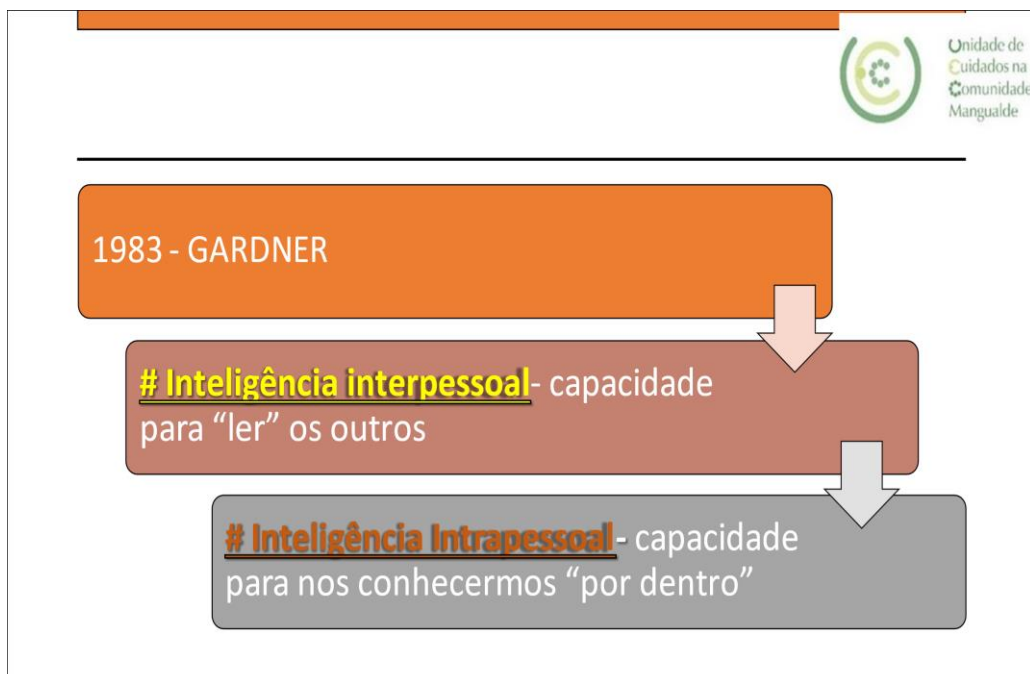 Unidade de
Cuidados na
Comunidade
Mangualde
1983 - GARDNER
# Inteligência interpessoal- capacidade
para “ler” os outros
# Inteligência Intrapessoal- capacidade
para nos conhecermos “por dentro”